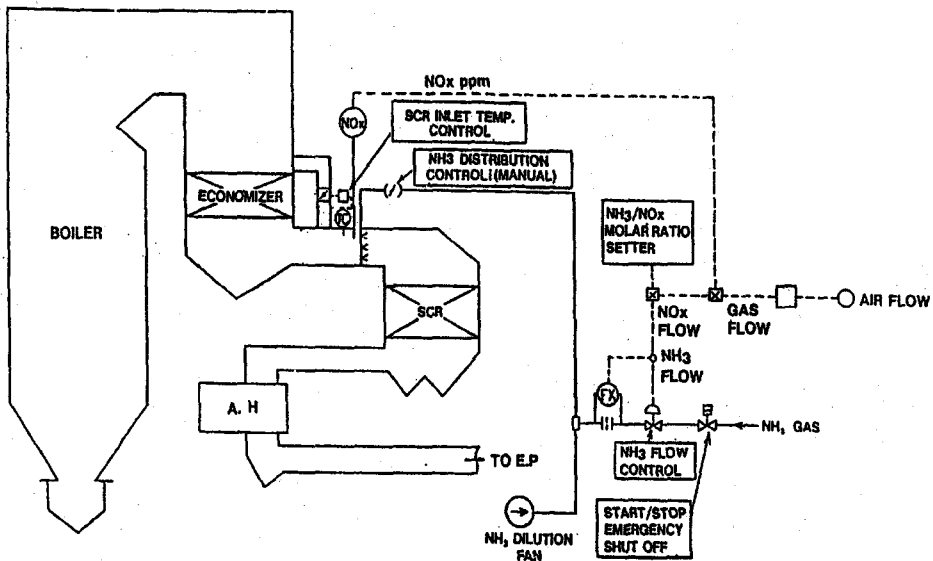 NOx ppm
SCR INLET TEMP.
CONTROL
NOx
NH3 DISTRIBUTION
CONTROL (MANUAL)
ECONOMIZER
BOILER
NH3/NOx
MOLAR RATIO
SETTER
AIR FLOW
NOx
FLOW
GAS
FLOW
SCR
NH3
FLOW
A. H
FX
NH3 GAS
TO E.P
NH3 FLOW
CONTROL
NH3 DILUTION
FAN
START/STOP
EMERGENCY
SHUT OFF